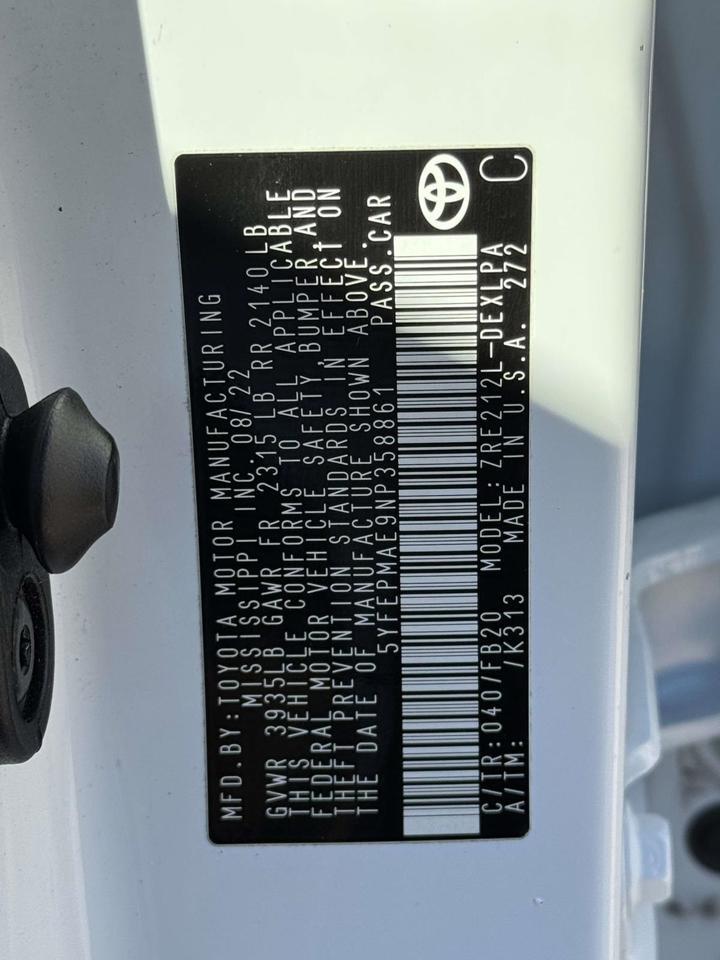 MFD.BY:TOYOTA MOTOR MANUFACTURING
MISSISSIPPI INC. 08/22
GVWR 3935LB GAWR FR 2315 LB RR 2140 LB
THIS VEHICLE CONFORMS TO ALL APPLICABLE
FEDERAL MOTOR VEHICLE SAFETY BUMPER, AND
THEFT PREVENTION STANDARDS IN EFFECT ON
THE DATE OF MANUFACTURE SHOWN ABOVE.
5YFEPMAE9NP358861 PASS.CAR
C/TR:040/FB20 MODEL:ZRE212L-DEXLPA
A/TM: /K313 MADE IN U.S.A. 272 C